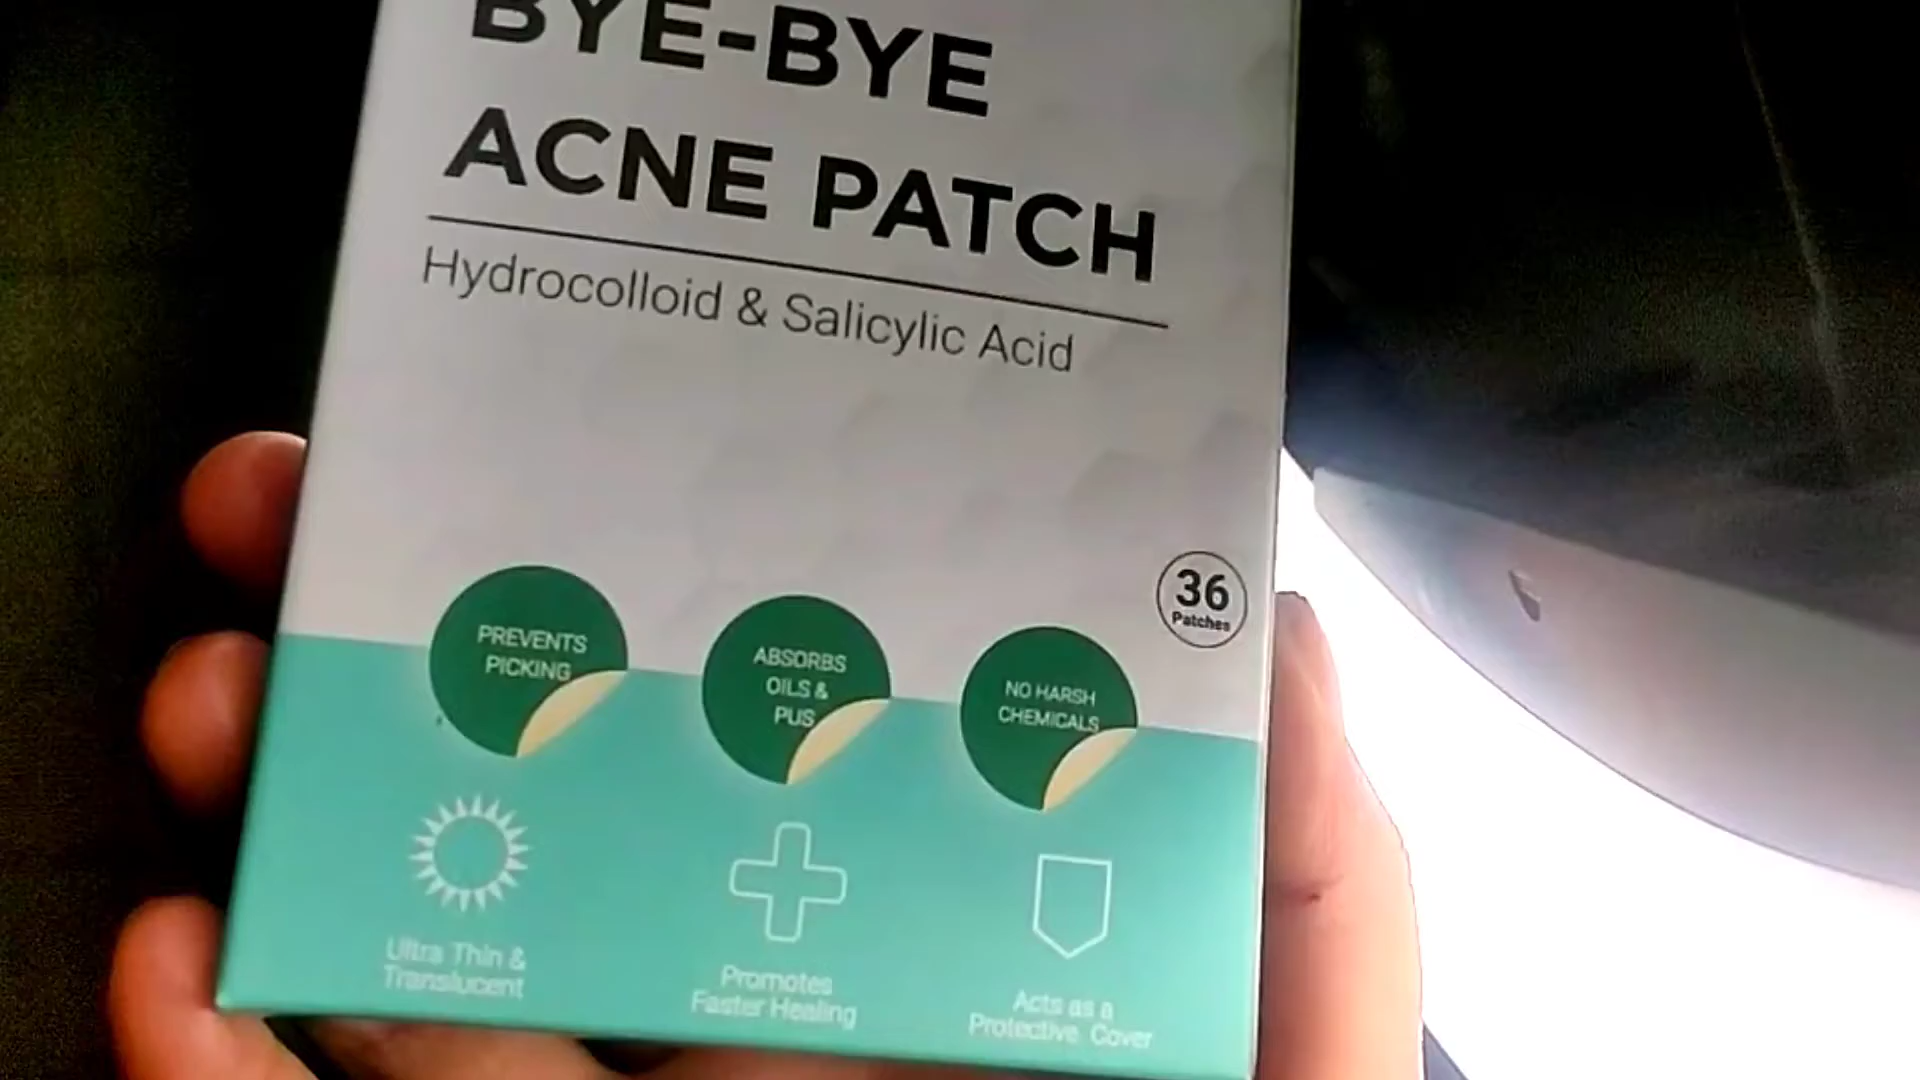 BYE-BYE
ACNE PATCH
Hydrocolloid & Salicylic Acid
36
Patches
PREVENTS
PICKING
ABSORBS
OILS &
PUS
NO HARSH
CHEMICALS
Ultra Thin &
Translucent
Promotes
Faster Healing
Acts as a
Protective Cover